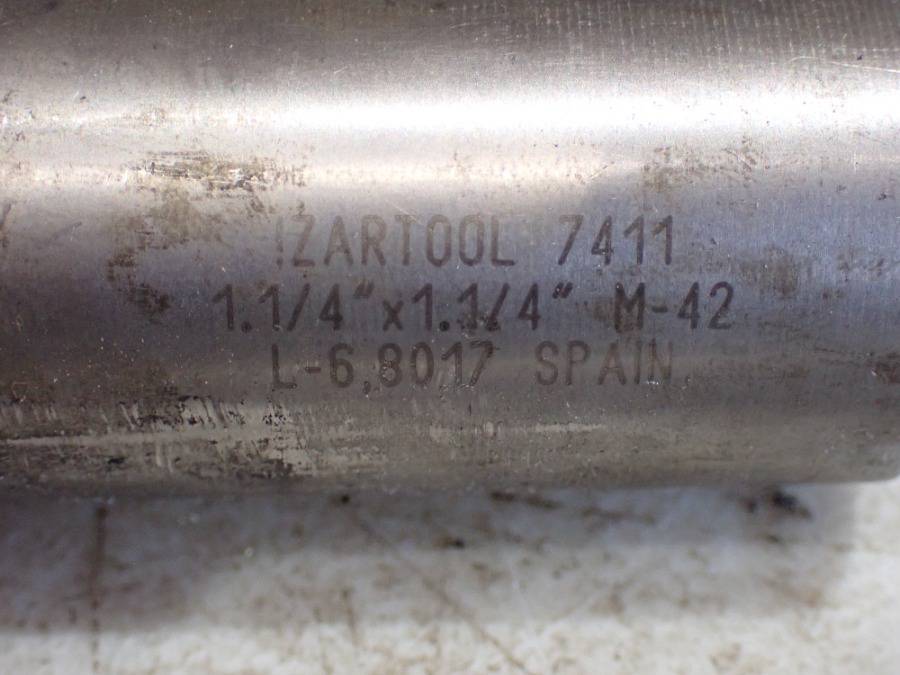 IZARTOOL 7411
1.1/4"x1.1/4" M-42
L-6,8017 SPAIN